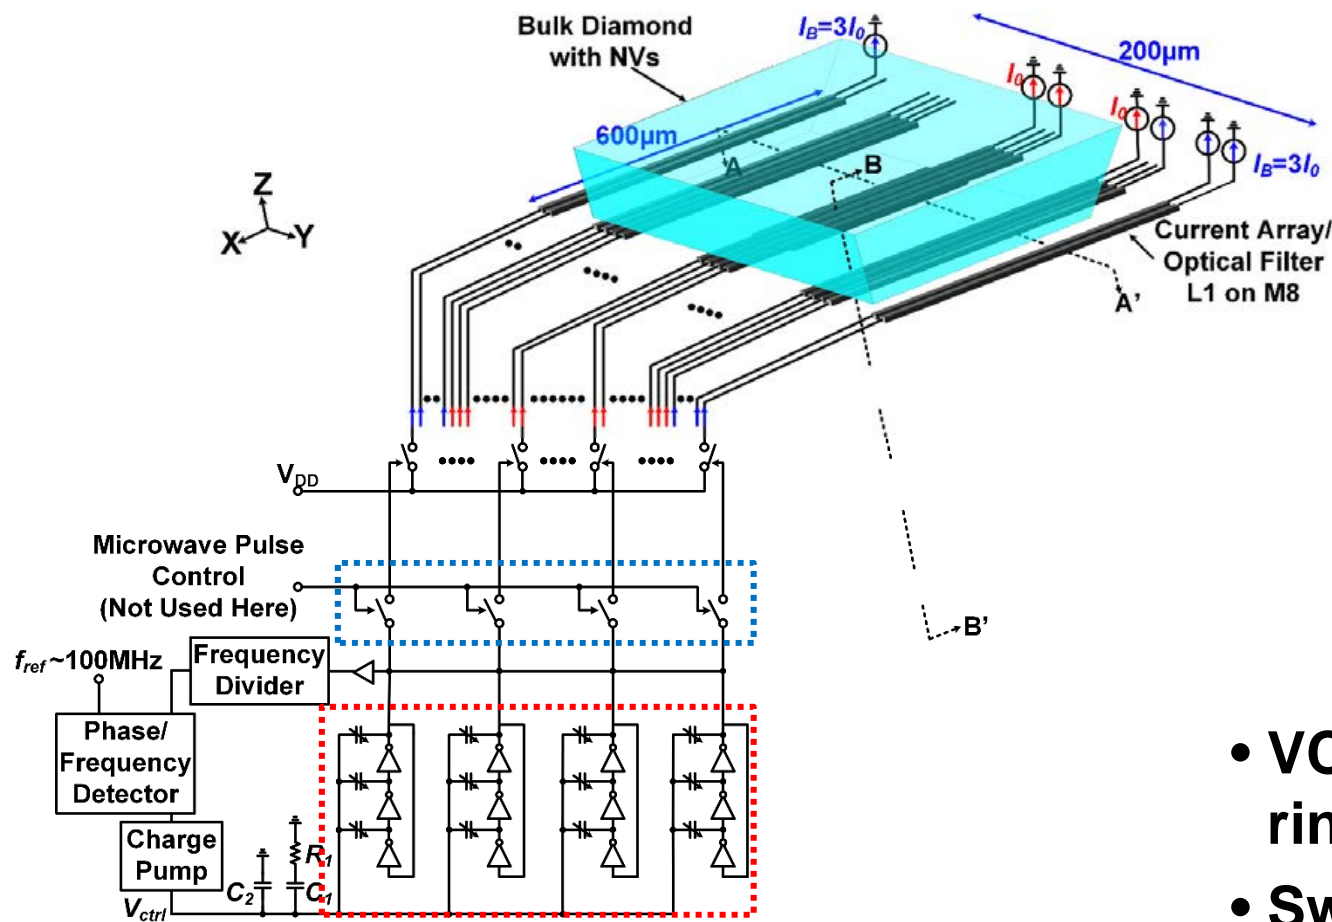 Bulk Diamond
with NVs
I_B=3I_0
200μm
I_0
I_0
600μm
A
B
I_B=3I_0
Z
X
Y
Current Array/
Optical Filter
L1 on M8
A'
V_DD
Microwave Pulse
Control
(Not Used Here)
B'
f_ref ~100MHz
Frequency
Divider
Phase/
Frequency
Detector
Charge
Pump
R_1
C_2
C_1
V_ctrl
• VC
rin
• Sw